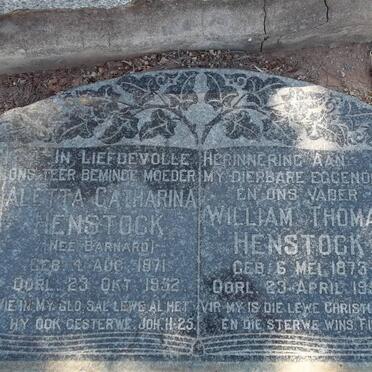 IN LIEFDEVOLLE HERINNERING AAN
ONS TEER BEMINDE MOEDER
ALETTA CATHARINA
HENSTOCK
(NEE BARNARD)
GEB. 4 AUG. 1871
OORL. 23 OKT. 1932
WIE IN MY GLO, SAL LEWE AL HET
HY OOK GESTERWE. JOH. 11-25.
MY DIERBARE EGGENOOT
EN ONS VADER
WILLIAM THOMAS
HENSTOCK
GEB. 6 MEI 1873
OORL. 23 APRIL
VIR MY IS DIE LEWE CHRISTUS
EN DIE STERWE WINS.